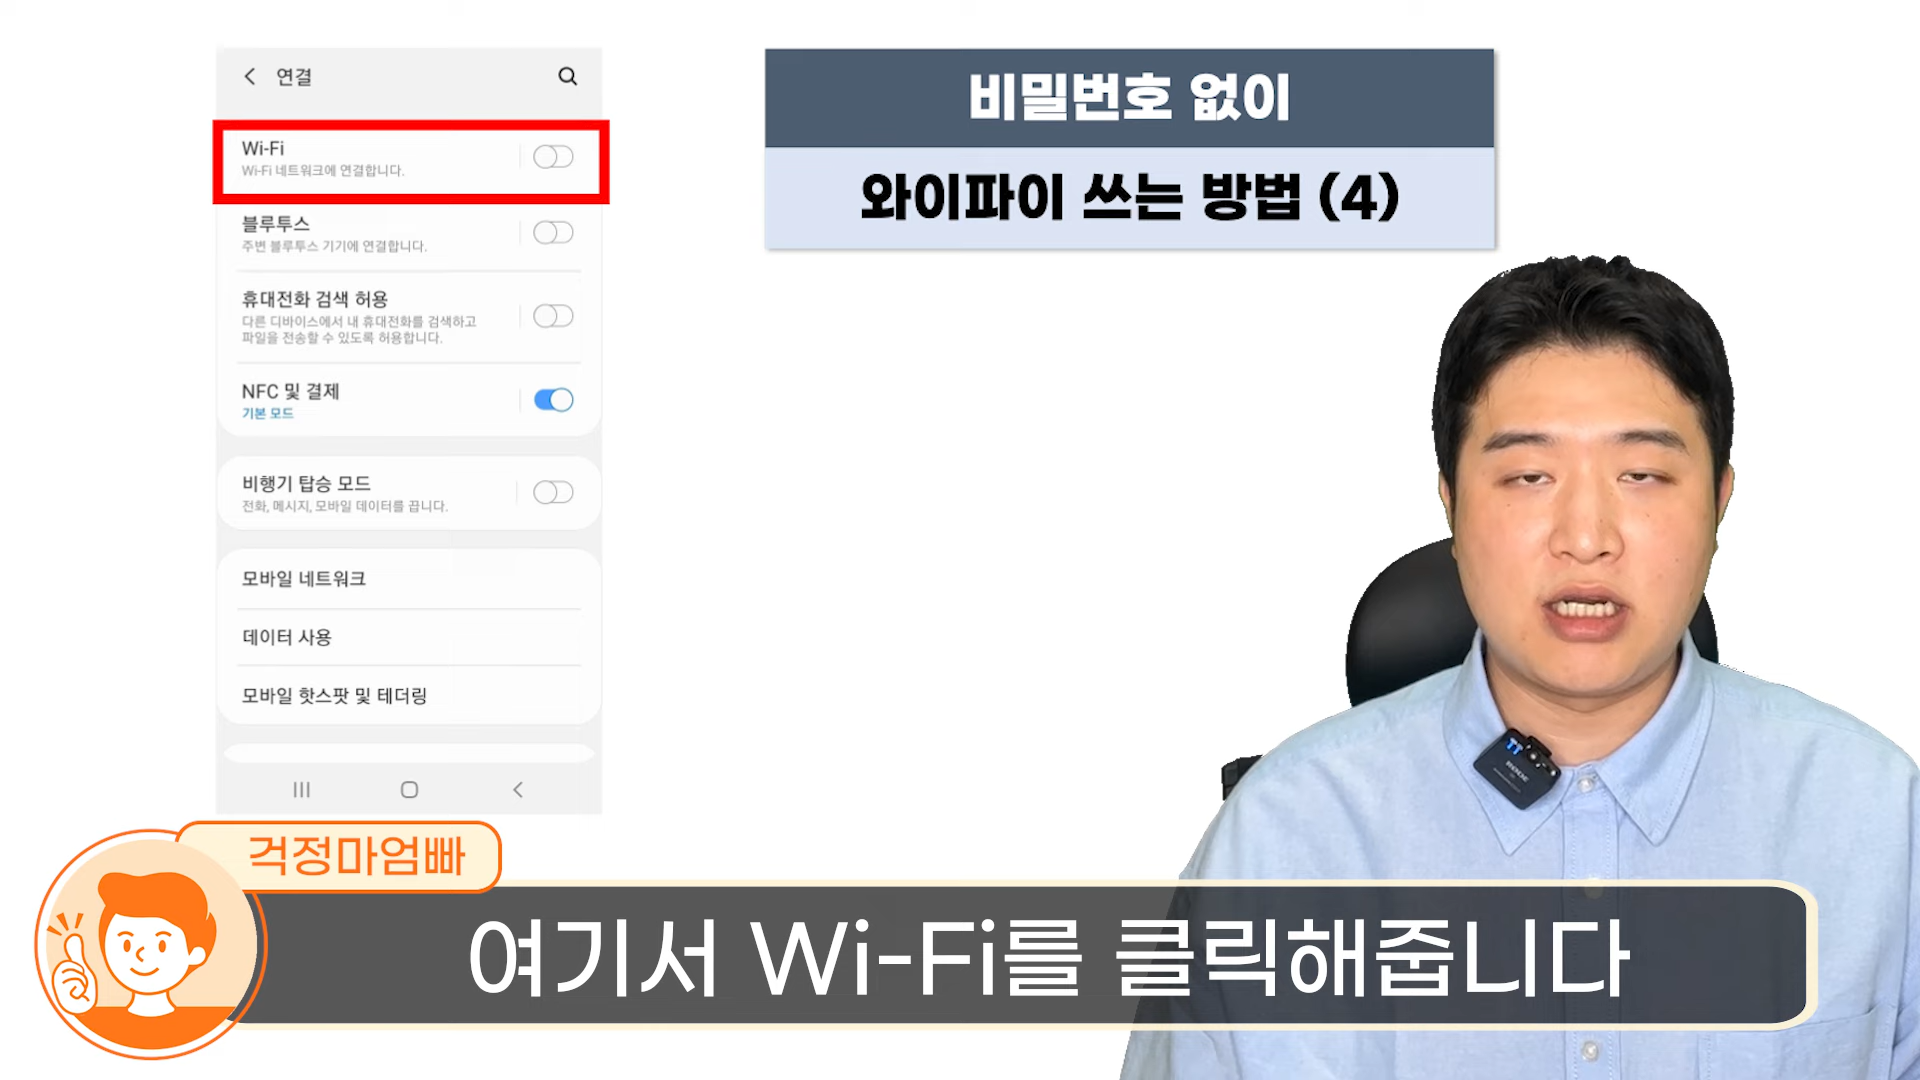 연결
Wi-Fi
Wi-Fi 네트워크에 연결합니다.
블루투스
주변 블루투스 기기에 연결합니다.
휴대전화 검색 허용
다른 디바이스에서 내 휴대전화를 검색하고
파일을 전송할 수 있도록 허용합니다.
NFC 및 결제
기본 모드
비행기 탑승 모드
전화, 메시지, 모바일 데이터를 끕니다.
모바일 네트워크
데이터 사용
모바일 핫스팟 및 테더링
비밀번호 없이
와이파이 쓰는 방법 (4)
RODE
걱정마엄빠
여기서 Wi-Fi를 클릭해줍니다